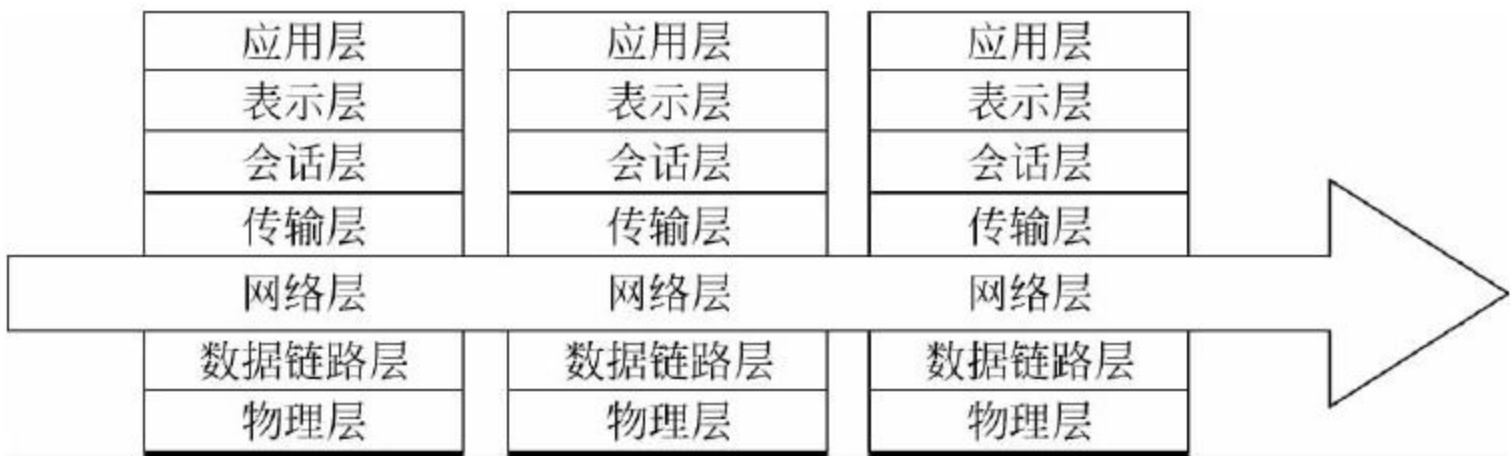 应用层 应用层 应用层
表示层 表示层 表示层
会话层 会话层 会话层
传输层 传输层 传输层
网络层 网络层 网络层
数据链路层 数据链路层 数据链路层
物理层 物理层 物理层